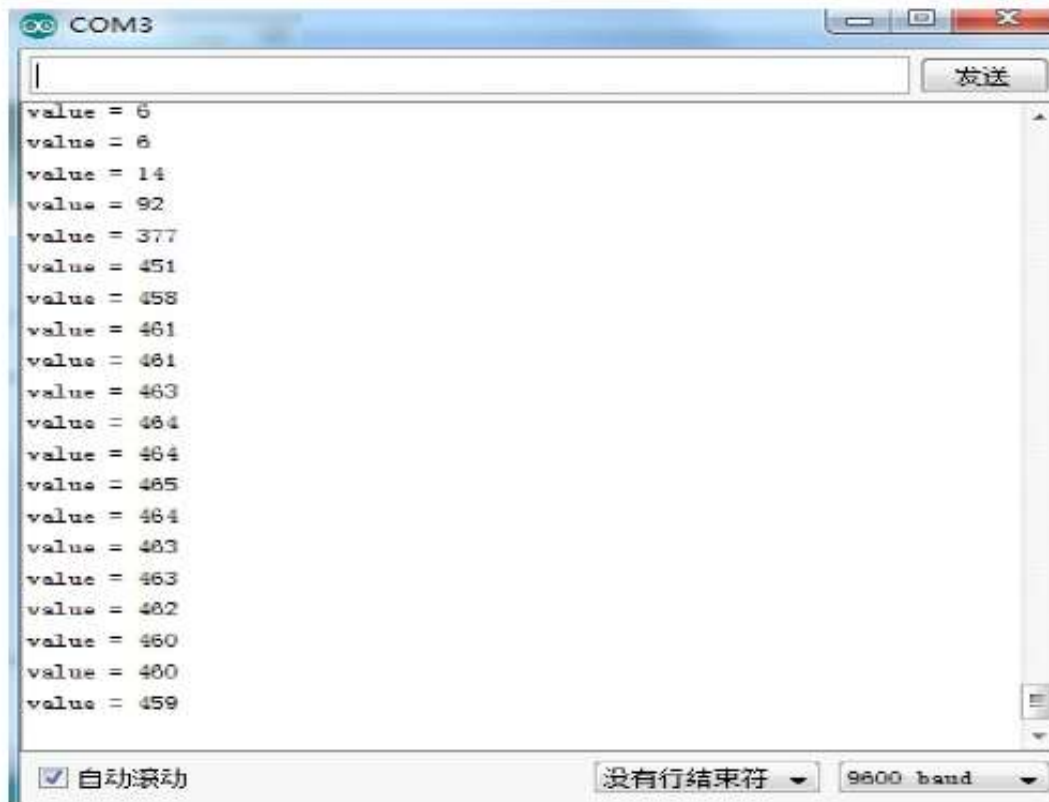 COM3
发送
value = 6
value = 6
value = 14
value = 92
value = 377
value = 451
value = 458
value = 461
value = 461
value = 463
value = 464
value = 464
value = 465
value = 464
value = 463
value = 463
value = 462
value = 460
value = 460
value = 459
自动滚动
没有行结束符
9600 baud